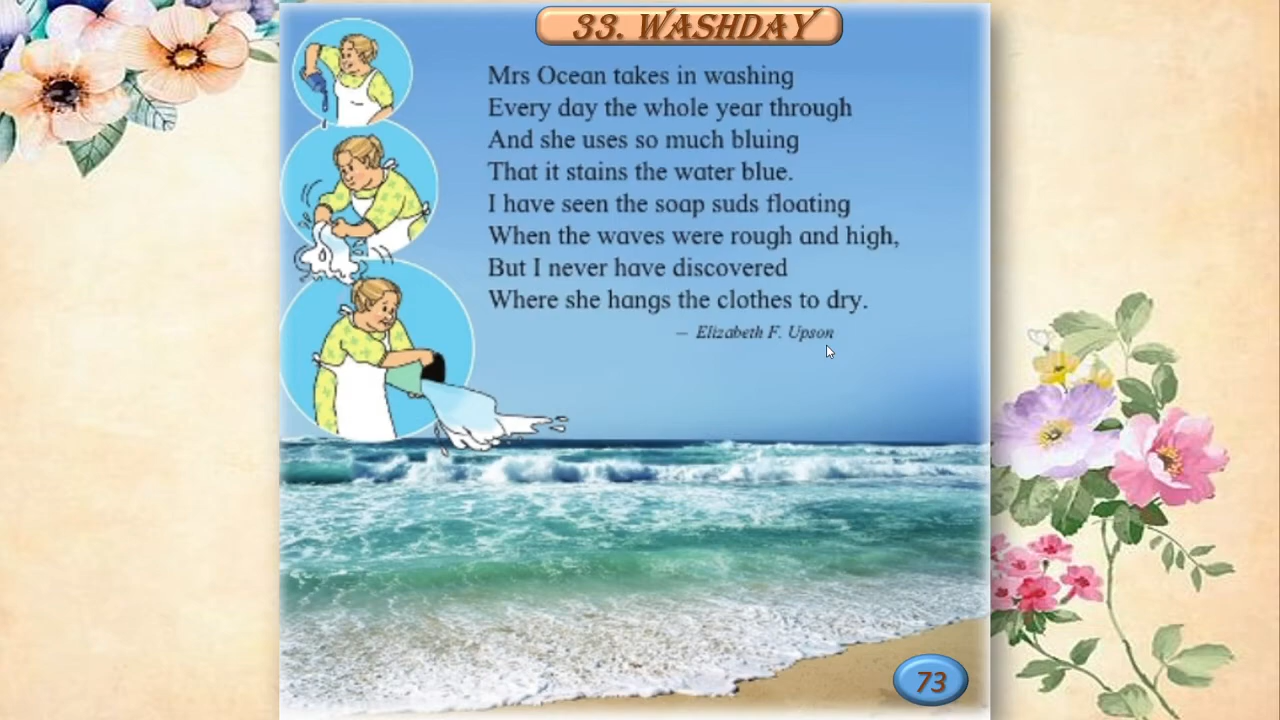 33. WASHDAY
Mrs Ocean takes in washing
Every day the whole year through
And she uses so much bluing
That it stains the water blue.
I have seen the soap suds floating
When the waves were rough and high,
But I never have discovered
Where she hangs the clothes to dry.
— Elizabeth F. Upson
73